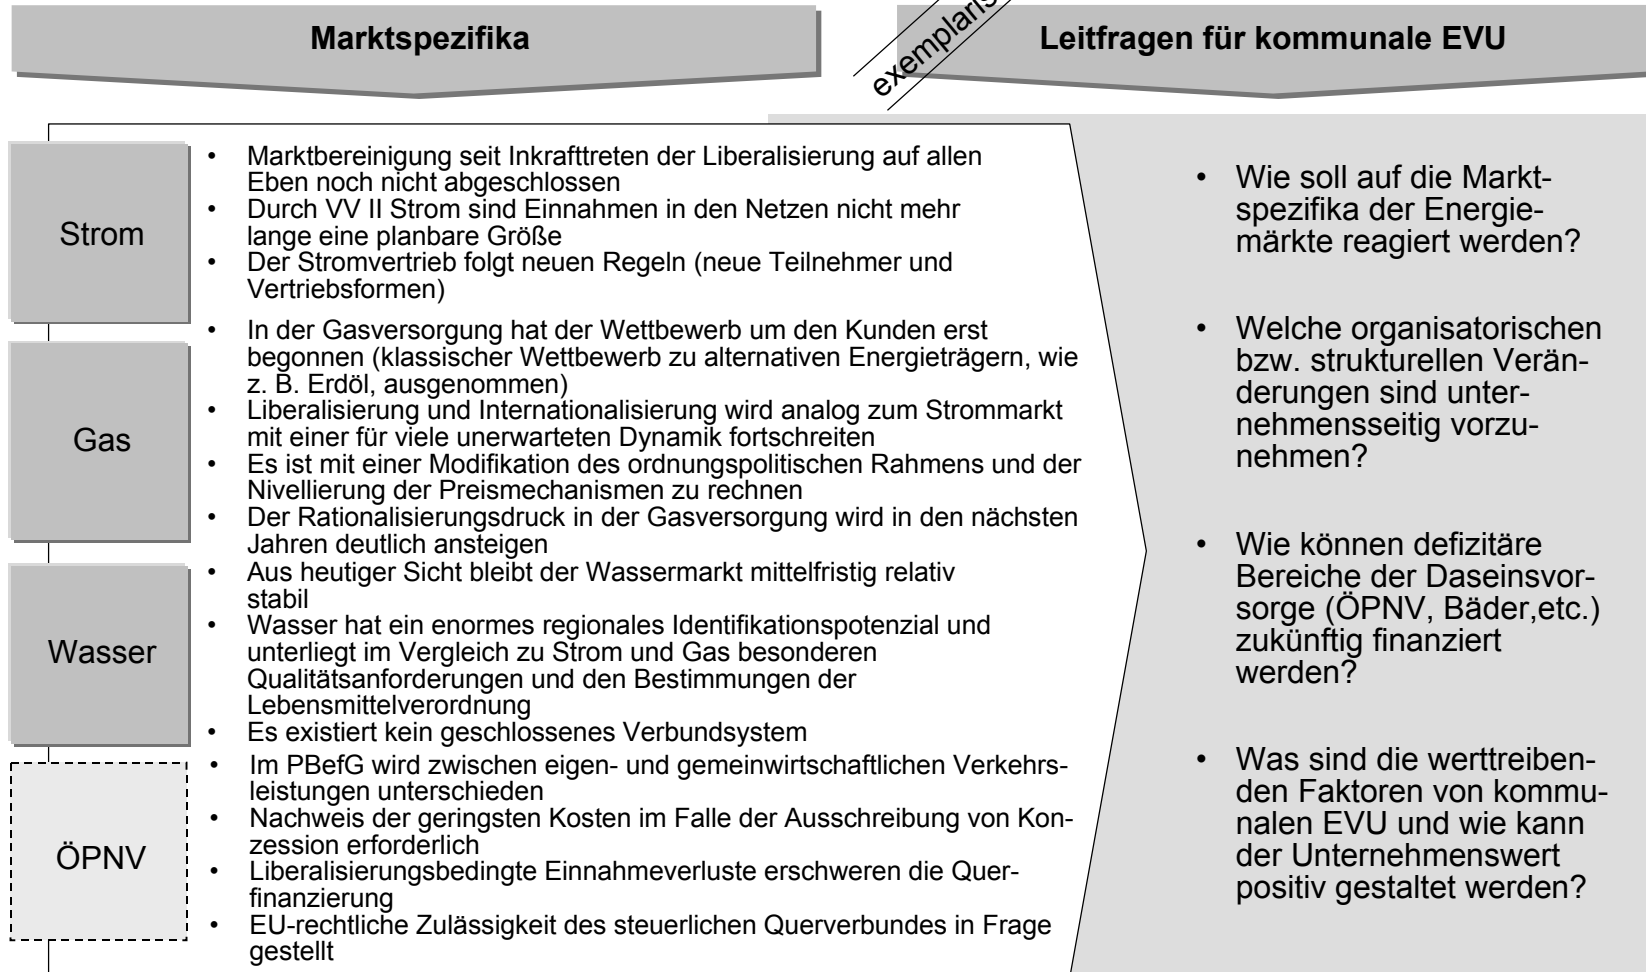 Marktspezifika
exemplaris
Leitfragen für kommunale EVU
Strom
• Marktbereinigung seit Inkrafttreten der Liberalisierung auf allen
Eben noch nicht abgeschlossen
• Durch VV II Strom sind Einnahmen in den Netzen nicht mehr
lange eine planbare Größe
• Der Stromvertrieb folgt neuen Regeln (neue Teilnehmer und
Vertriebsformen)
Gas
• In der Gasversorgung hat der Wettbewerb um den Kunden erst
begonnen (klassischer Wettbewerb zu alternativen Energieträgern, wie
z. B. Erdöl, ausgenommen)
• Liberalisierung und Internationalisierung wird analog zum Strommarkt
mit einer für viele unerwarteten Dynamik fortschreiten
• Es ist mit einer Modifikation des ordnungspolitischen Rahmens und der
Nivellierung der Preismechanismen zu rechnen
• Der Rationalisierungsdruck in der Gasversorgung wird in den nächsten
Jahren deutlich ansteigen
Wasser
• Aus heutiger Sicht bleibt der Wassermarkt mittelfristig relativ
stabil
• Wasser hat ein enormes regionales Identifikationspotenzial und
unterliegt im Vergleich zu Strom und Gas besonderen
Qualitätsanforderungen und den Bestimmungen der
Lebensmittelverordnung
• Es existiert kein geschlossenes Verbundsystem
ÖPNV
• Im PBefG wird zwischen eigen- und gemeinwirtschaftlichen Verkehrs-
leistungen unterschieden
• Nachweis der geringsten Kosten im Falle der Ausschreibung von Kon-
zession erforderlich
• Liberalisierungsbedingte Einnahmeverluste erschweren die Quer-
finanzierung
• EU-rechtliche Zulässigkeit des steuerlichen Querverbundes in Frage
gestellt
• Wie soll auf die Markt-
spezifika der Energie-
märkte reagiert werden?
• Welche organisatorischen
bzw. strukturellen Verän-
derungen sind unter-
nehmensseitig vorzu-
nehmen?
• Wie können defizitäre
Bereiche der Daseinsvor-
sorge (ÖPNV, Bäder,etc.)
zukünftig finanziert
werden?
• Was sind die werttreiben-
den Faktoren von kommu-
nalen EVU und wie kann
der Unternehmenswert
positiv gestaltet werden?